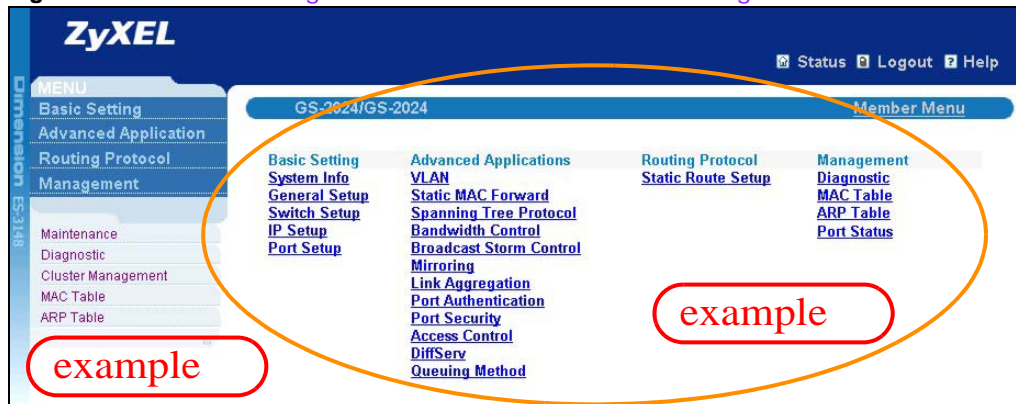 ZyXEL
Status Logout Help
Dimension ES-3148
MENU
Basic Setting
Advanced Application
Routing Protocol
Management
Maintenance
Diagnostic
Cluster Management
MAC Table
ARP Table
example
GS-2024/GS-2024 Member Menu
Basic Setting
System Info
General Setup
Switch Setup
IP Setup
Port Setup
Advanced Applications
VLAN
Static MAC Forward
Spanning Tree Protocol
Bandwidth Control
Broadcast Storm Control
Mirroring
Link Aggregation
Port Authentication
Port Security
Access Control
DiffServ
Queuing Method
Routing Protocol
Static Route Setup
Management
Diagnostic
MAC Table
ARP Table
Port Status
example